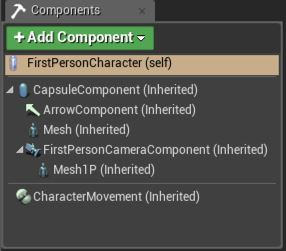 Components
+ Add Component
FirstPersonCharacter (self)
CapsuleComponent (Inherited)
ArrowComponent (Inherited)
Mesh (Inherited)
FirstPersonCameraComponent (Inherited)
Mesh1P (Inherited)
CharacterMovement (Inherited)